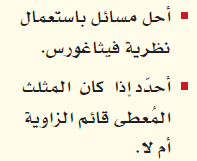 أحل مسائل باستعمال
نظرية فيثاغورس.
أحدّد إذا كان المثلث
المُعطى قائم الزاوية
أم لا.